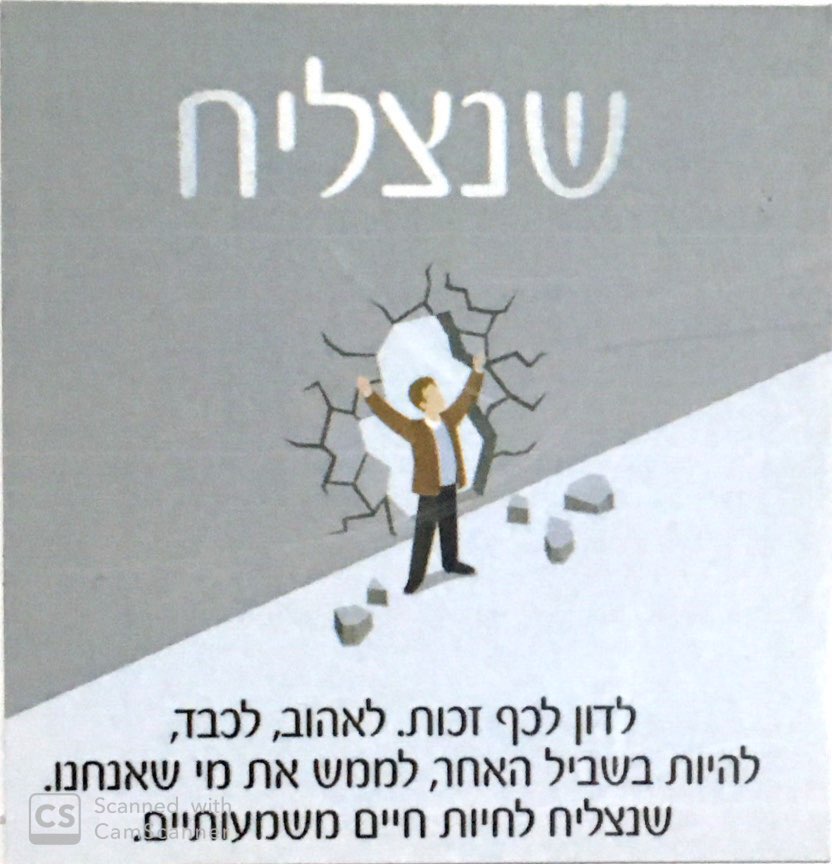 שנצליח
לדון לכף זכות. לאהוב, לכבד,
להיות בשביל האחר, לממש את מי שאנחנו.
שנצליח לחיות חיים משמעותיים.
CS Scanned with
CamScanner